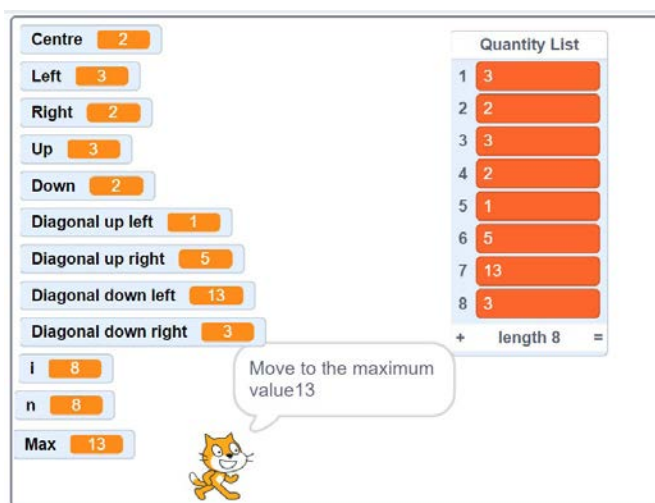 Centre 2
Left 3
Right 2
Up 3
Down 2
Diagonal up left 1
Diagonal up right 5
Diagonal down left 13
Diagonal down right 3
i 8
n 8
Max 13
Move to the maximum
value13
Quantity List
1 3
2 2
3 3
4 2
5 1
6 5
7 13
8 3
+ length 8 =